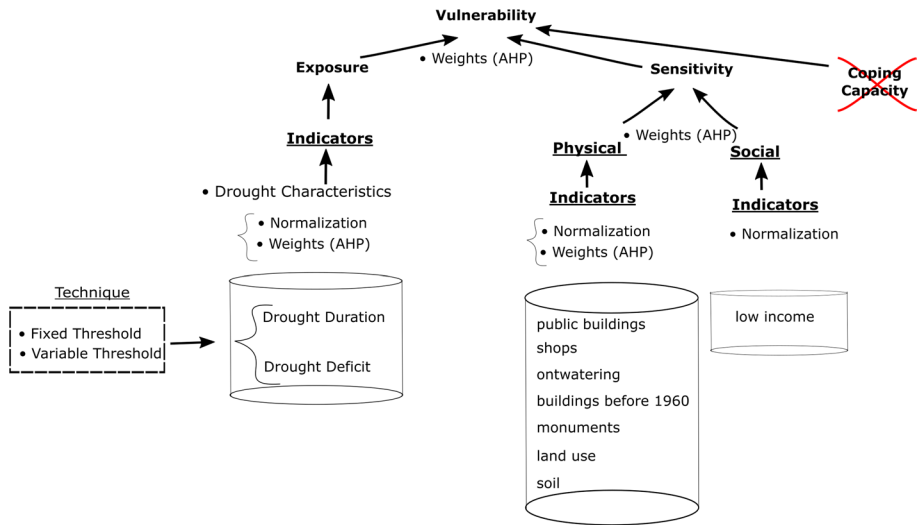 Vulnerability
• Weights (AHP)
Exposure
Sensitivity
Coping
Capacity
Indicators
• Weights (AHP)
Physical
Social
• Drought Characteristics
Indicators
Indicators
• Normalization
• Weights (AHP)
• Normalization
• Weights (AHP)
• Normalization
Technique
• Fixed Threshold
• Variable Threshold
Drought Duration
Drought Deficit
public buildings
shops
ontwatering
buildings before 1960
monuments
land use
soil
low income